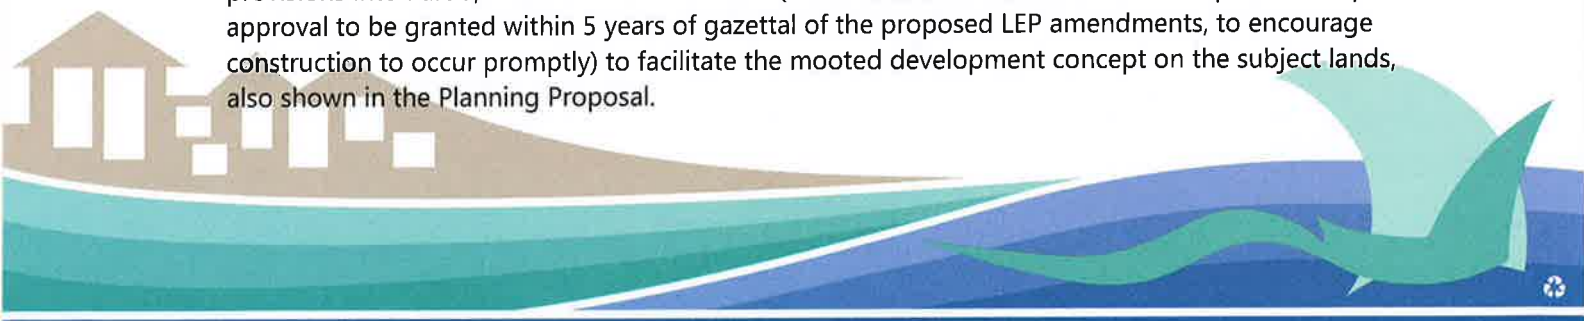 approval to be granted within 5 years of gazettal of the proposed LEP amendments, to encourage
construction to occur promptly) to facilitate the mooted development concept on the subject lands,
also shown in the Planning Proposal.